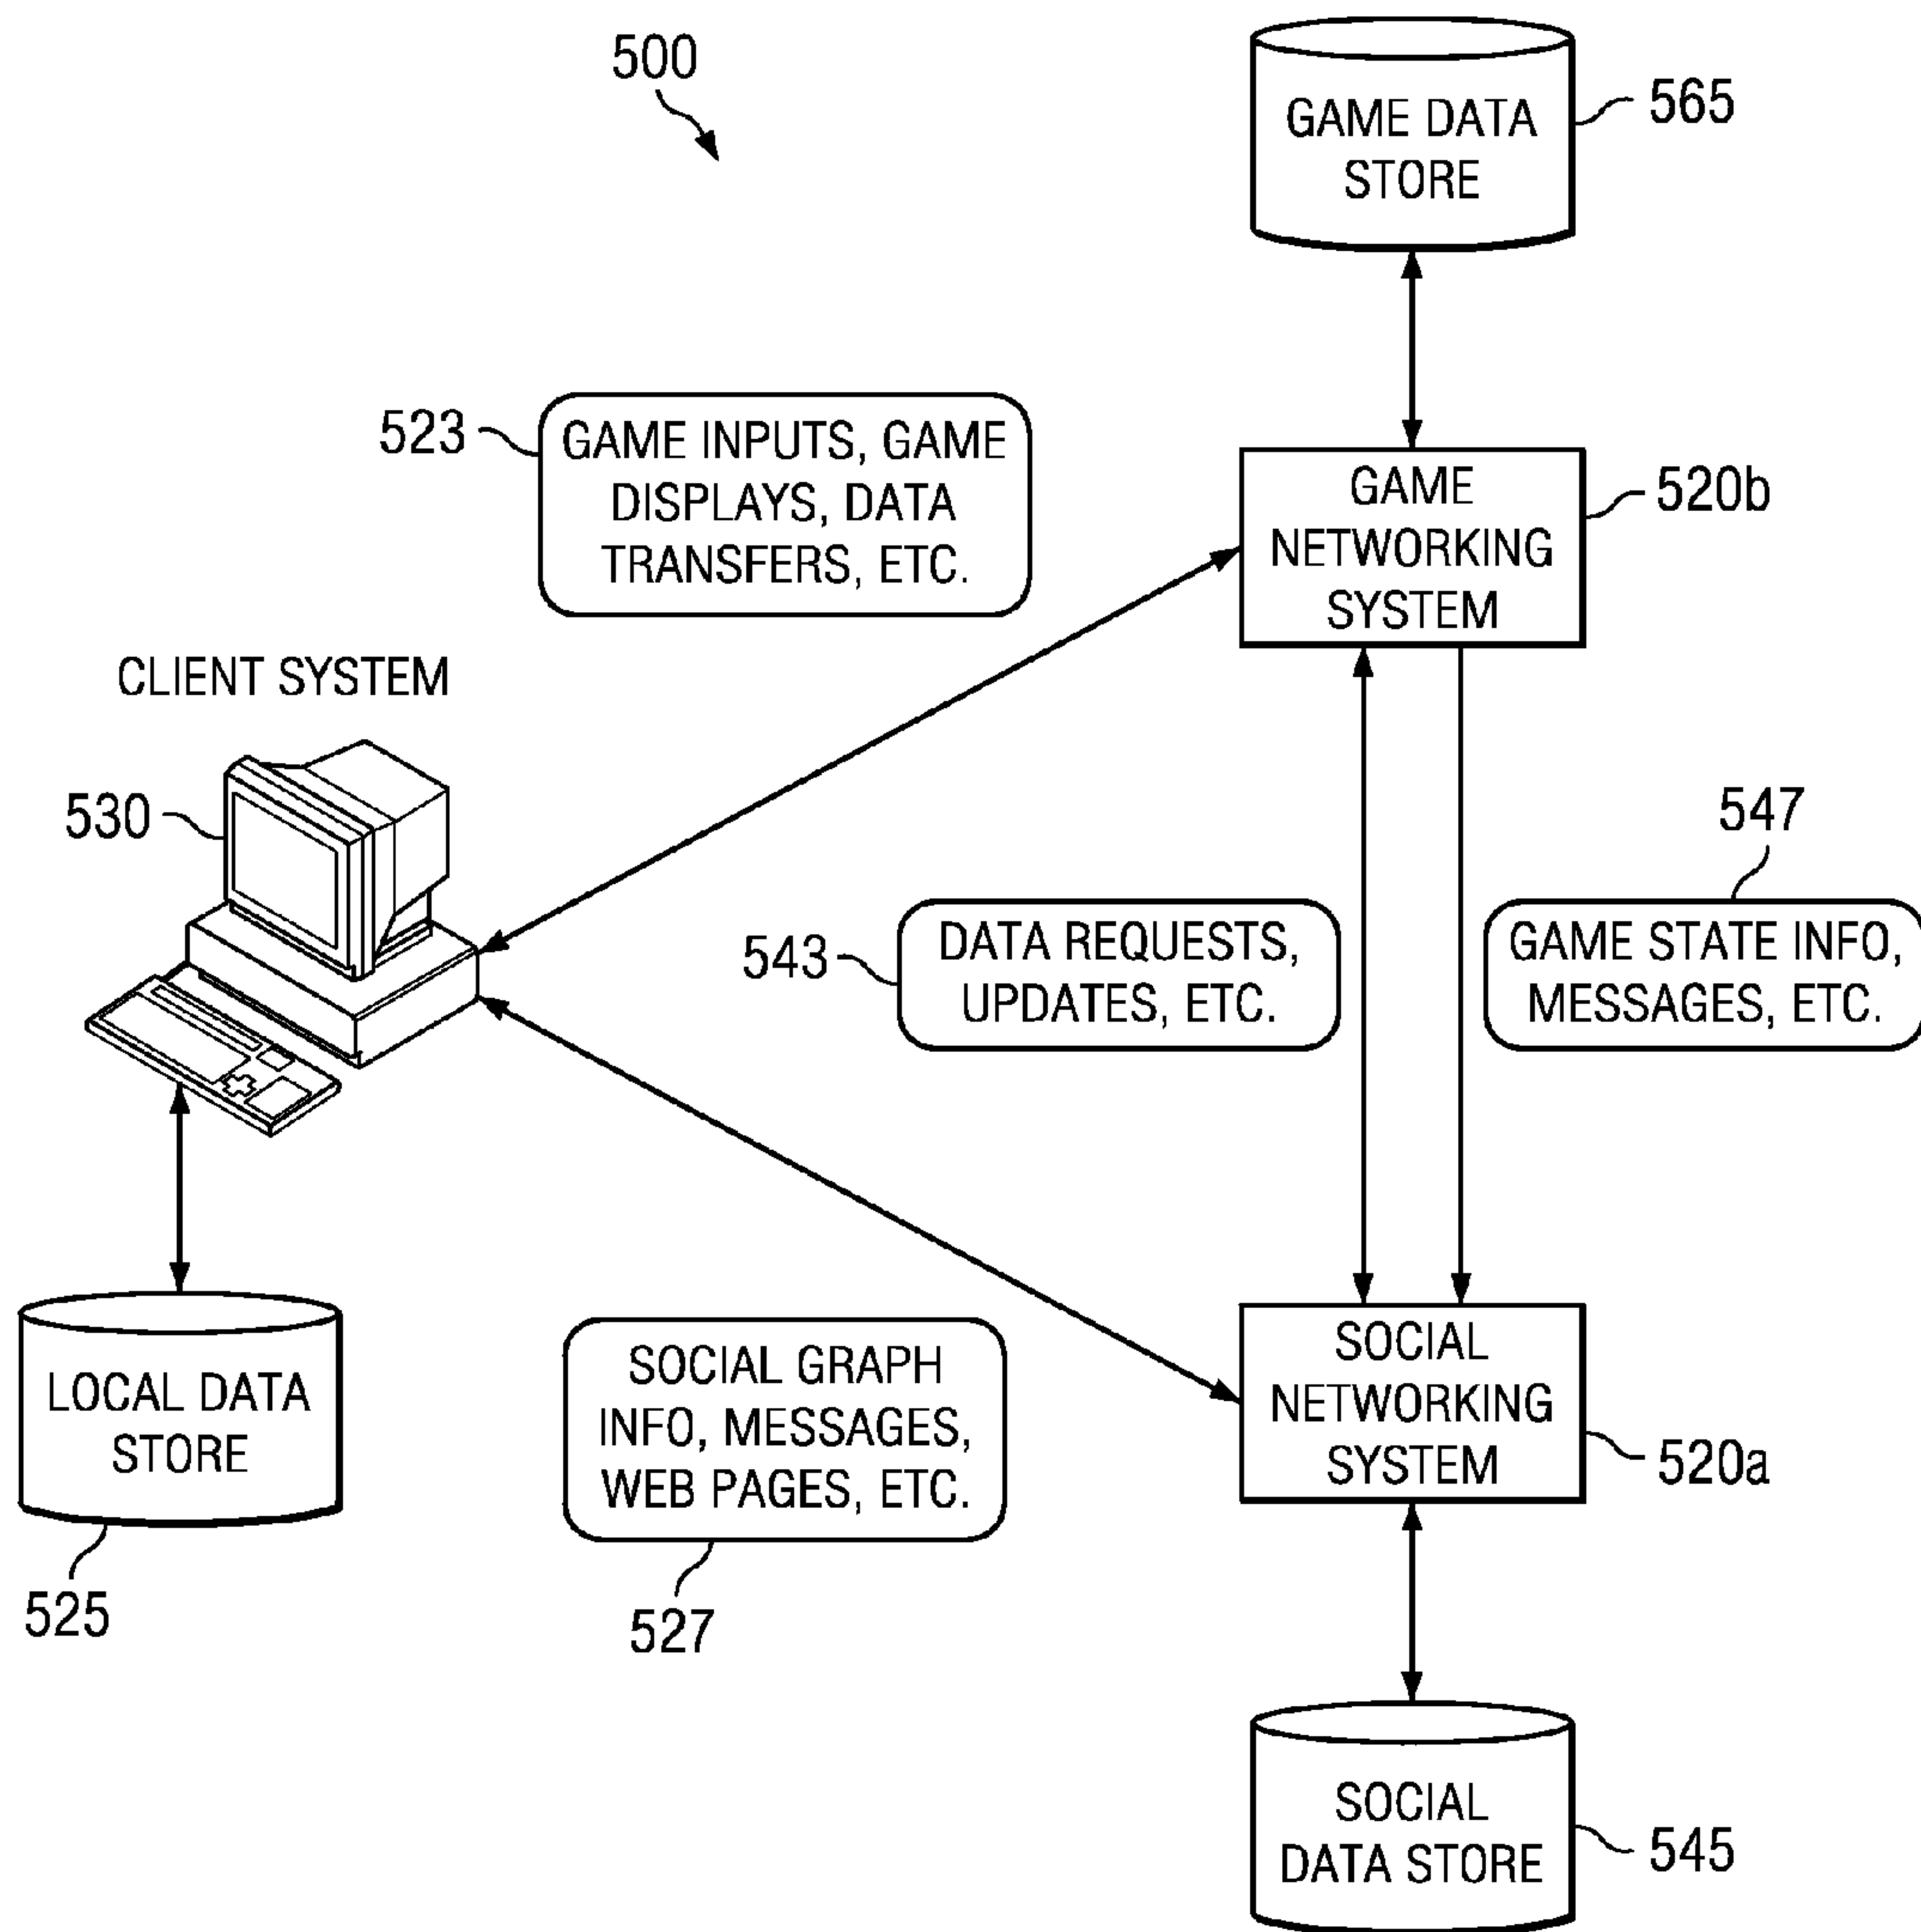 500
GAME DATA
STORE
565
523
GAME INPUTS, GAME
DISPLAYS, DATA
TRANSFERS, ETC.
GAME
NETWORKING
SYSTEM
520b
CLIENT SYSTEM
530
547
543
DATA REQUESTS,
UPDATES, ETC.
GAME STATE INFO,
MESSAGES, ETC.
LOCAL DATA
STORE
525
SOCIAL GRAPH
INFO, MESSAGES,
WEB PAGES, ETC.
527
SOCIAL
NETWORKING
SYSTEM
520a
SOCIAL
DATA STORE
545